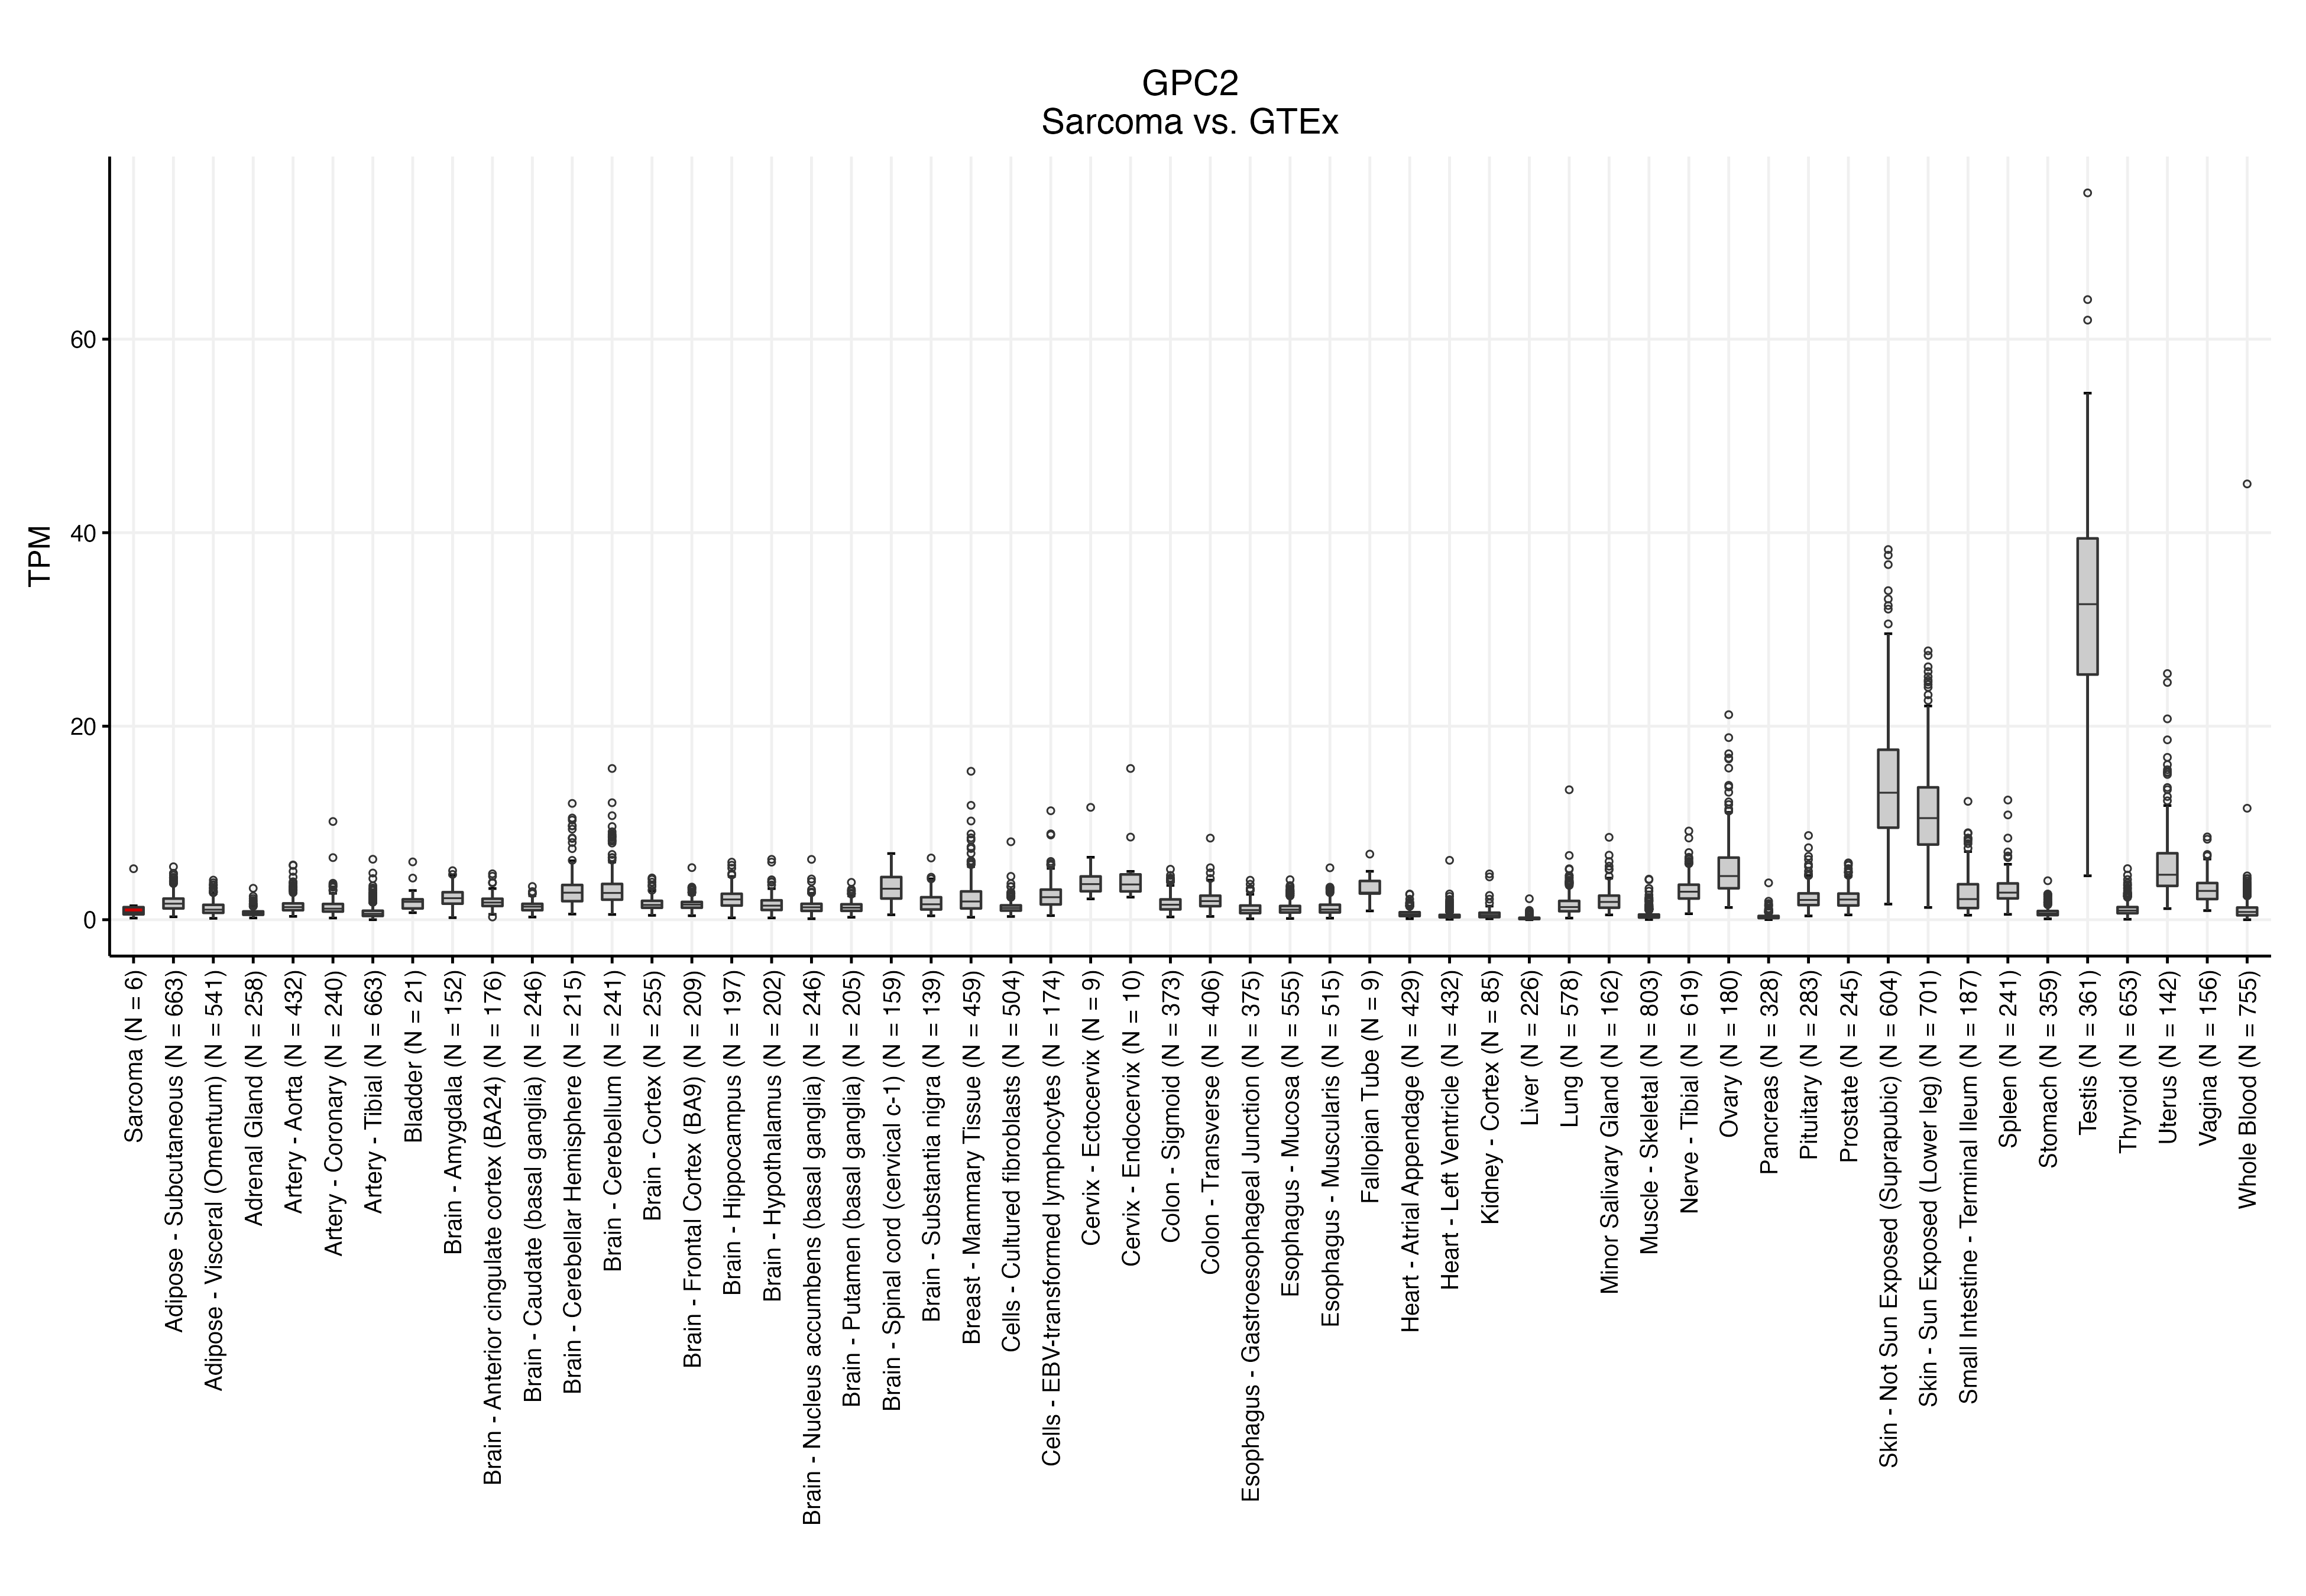 GPC2
Sarcoma vs. GTEx
TPM
60
40
20
0
Sarcoma (N = 6)
Adipose - Subcutaneous (N = 663)
Adipose - Visceral (Omentum) (N = 541)
Adrenal Gland (N = 258)
Artery - Aorta (N = 432)
Artery - Coronary (N = 240)
Artery - Tibial (N = 663)
Bladder (N = 21)
Brain - Amygdala (N = 152)
Brain - Anterior cingulate cortex (BA24) (N = 176)
Brain - Caudate (basal ganglia) (N = 246)
Brain - Cerebellar Hemisphere (N = 215)
Brain - Cerebellum (N = 241)
Brain - Cortex (N = 255)
Brain - Frontal Cortex (BA9) (N = 209)
Brain - Hippocampus (N = 197)
Brain - Hypothalamus (N = 202)
Brain - Nucleus accumbens (basal ganglia) (N = 246)
Brain - Putamen (basal ganglia) (N = 205)
Brain - Spinal cord (cervical c-1) (N = 159)
Brain - Substantia nigra (N = 139)
Breast - Mammary Tissue (N = 459)
Cells - Cultured fibroblasts (N = 504)
Cells - EBV-transformed lymphocytes (N = 174)
Cervix - Ectocervix (N = 9)
Cervix - Endocervix (N = 10)
Colon - Sigmoid (N = 373)
Colon - Transverse (N = 406)
Esophagus - Gastroesophageal Junction (N = 375)
Esophagus - Mucosa (N = 555)
Esophagus - Muscularis (N = 515)
Fallopian Tube (N = 9)
Heart - Atrial Appendage (N = 429)
Heart - Left Ventricle (N = 432)
Kidney - Cortex (N = 85)
Liver (N = 226)
Lung (N = 578)
Minor Salivary Gland (N = 162)
Muscle - Skeletal (N = 803)
Nerve - Tibial (N = 619)
Ovary (N = 180)
Pancreas (N = 328)
Pituitary (N = 283)
Prostate (N = 245)
Skin - Not Sun Exposed (Suprapubic) (N = 604)
Skin - Sun Exposed (Lower leg) (N = 701)
Small Intestine - Terminal Ileum (N = 187)
Spleen (N = 241)
Stomach (N = 359)
Testis (N = 361)
Thyroid (N = 653)
Uterus (N = 142)
Vagina (N = 156)
Whole Blood (N = 755)